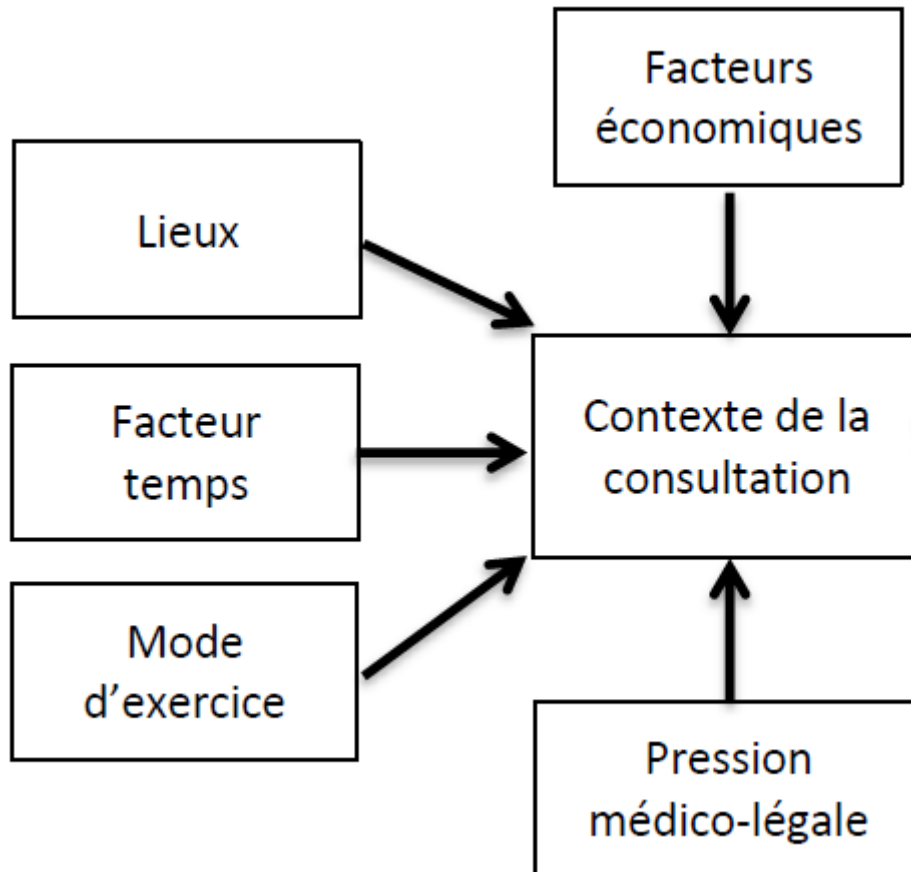 Facteurs
économiques
Lieux
Facteur
temps
Contexte de la
consultation
Mode
d’exercice
Pression
médico-légale